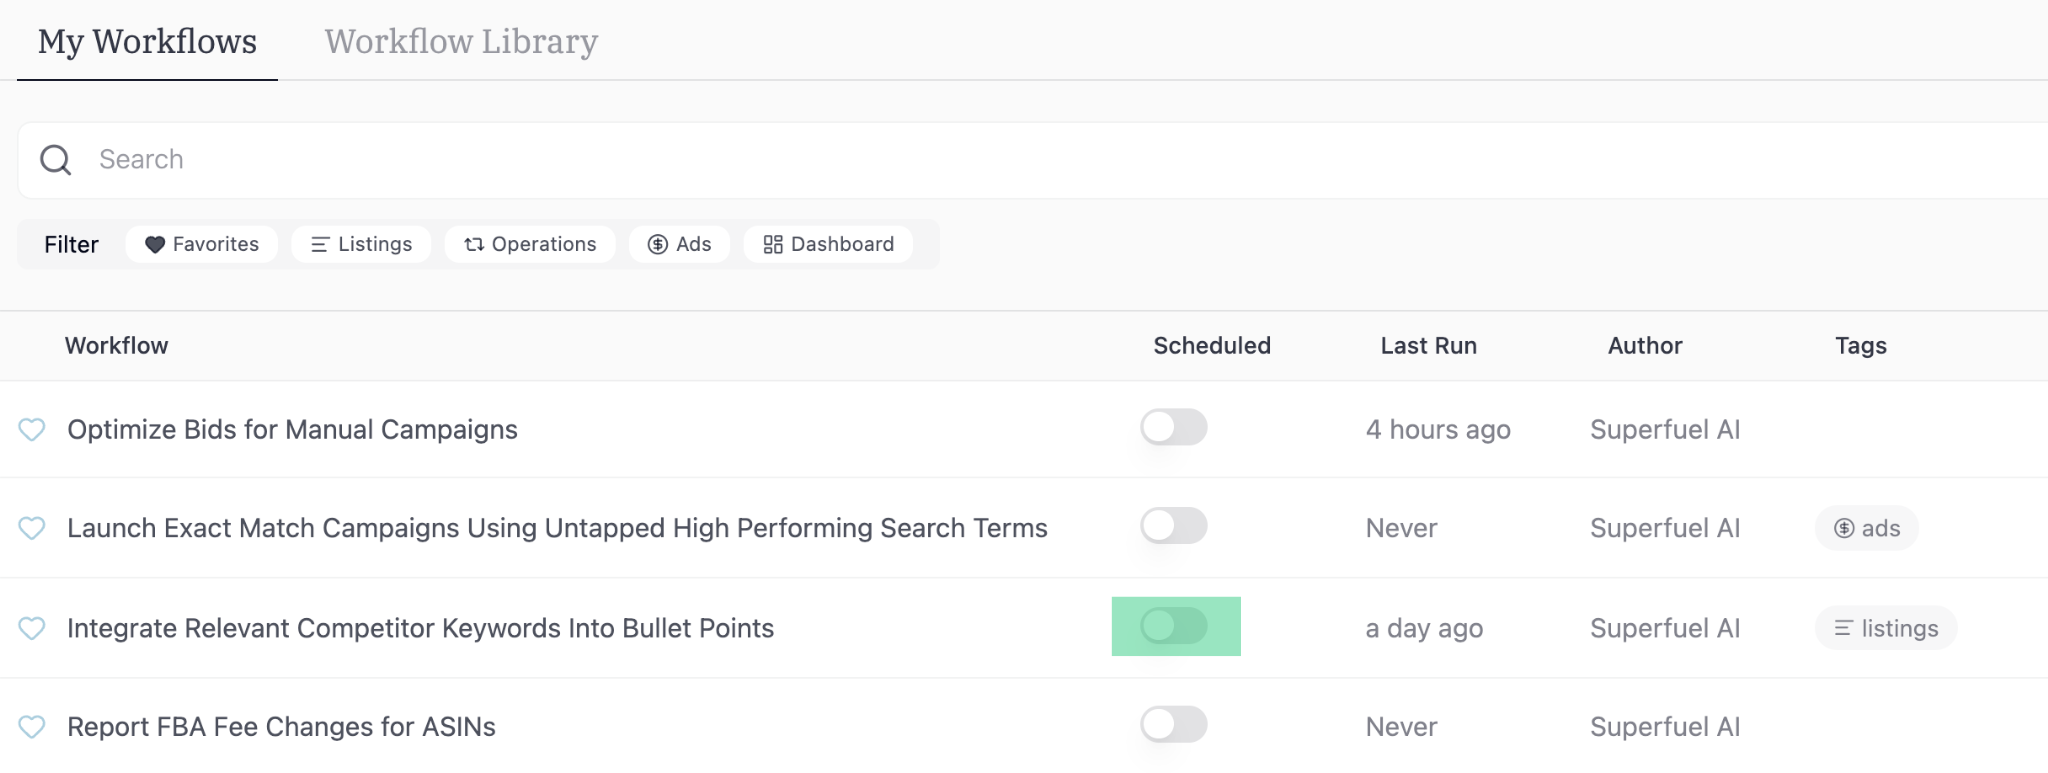 My Workflows Workflow Library
Search
Filter Favorites Listings Operations Ads Dashboard
Workflow Scheduled Last Run Author Tags
Optimize Bids for Manual Campaigns 4 hours ago Superfuel AI
Launch Exact Match Campaigns Using Untapped High Performing Search Terms Never Superfuel AI ads
Integrate Relevant Competitor Keywords Into Bullet Points a day ago Superfuel AI listings
Report FBA Fee Changes for ASINs Never Superfuel AI